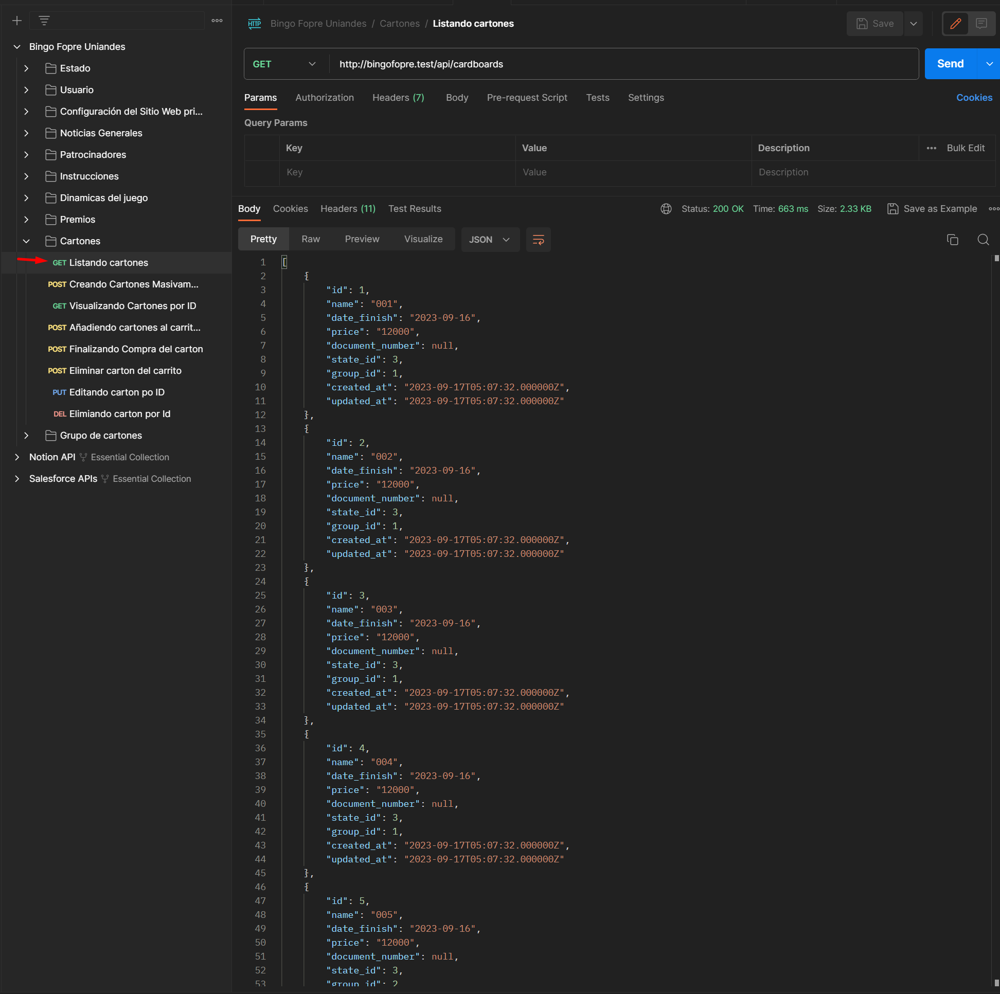 Bingo Fopre Uniandes
Estado
Usuario
Configuración del Sitio Web pri...
Noticias Generales
Patrocinadores
Instrucciones
Dinamicas del juego
Premios
Cartones
GET Listando cartones
POST Creando Cartones Masivam...
GET Visualizando Cartones por ID
POST Añadiendo cartones al carrit...
POST Finalizando Compra del carton
POST Eliminar carton del carrito
PUT Editando carton po ID
DEL Elimiando carton por Id
Grupo de cartones
Notion API Essential Collection
Salesforce APIs Essential Collection
HTTP Bingo Fopre Uniandes / Cartones / Listando cartones
Save
GET http://bingofopre.test/api/cardboards
Send
Params Authorization Headers (7) Body Pre-request Script Tests Settings Cookies
Query Params
Key Value Description Bulk Edit
Key Value Description
Body Cookies Headers (11) Test Results Status: 200 OK Time: 663 ms Size: 2.33 KB Save as Example
Pretty Raw Preview Visualize JSON
1 [
2 {
3 "id": 1,
4 "name": "001",
5 "date_finish": "2023-09-16",
6 "price": "12000",
7 "document_number": null,
8 "state_id": 3,
9 "group_id": 1,
10 "created_at": "2023-09-17T05:07:32.000000Z",
11 "updated_at": "2023-09-17T05:07:32.000000Z"
12 },
13 {
14 "id": 2,
15 "name": "002",
16 "date_finish": "2023-09-16",
17 "price": "12000",
18 "document_number": null,
19 "state_id": 3,
20 "group_id": 1,
21 "created_at": "2023-09-17T05:07:32.000000Z",
22 "updated_at": "2023-09-17T05:07:32.000000Z"
23 },
24 {
25 "id": 3,
26 "name": "003",
27 "date_finish": "2023-09-16",
28 "price": "12000",
29 "document_number": null,
30 "state_id": 3,
31 "group_id": 1,
32 "created_at": "2023-09-17T05:07:32.000000Z",
33 "updated_at": "2023-09-17T05:07:32.000000Z"
34 },
35 {
36 "id": 4,
37 "name": "004",
38 "date_finish": "2023-09-16",
39 "price": "12000",
40 "document_number": null,
41 "state_id": 3,
42 "group_id": 1,
43 "created_at": "2023-09-17T05:07:32.000000Z",
44 "updated_at": "2023-09-17T05:07:32.000000Z"
45 },
46 {
47 "id": 5,
48 "name": "005",
49 "date_finish": "2023-09-16",
50 "price": "12000",
51 "document_number": null,
52 "state_id": 3,
53 "group_id": 2